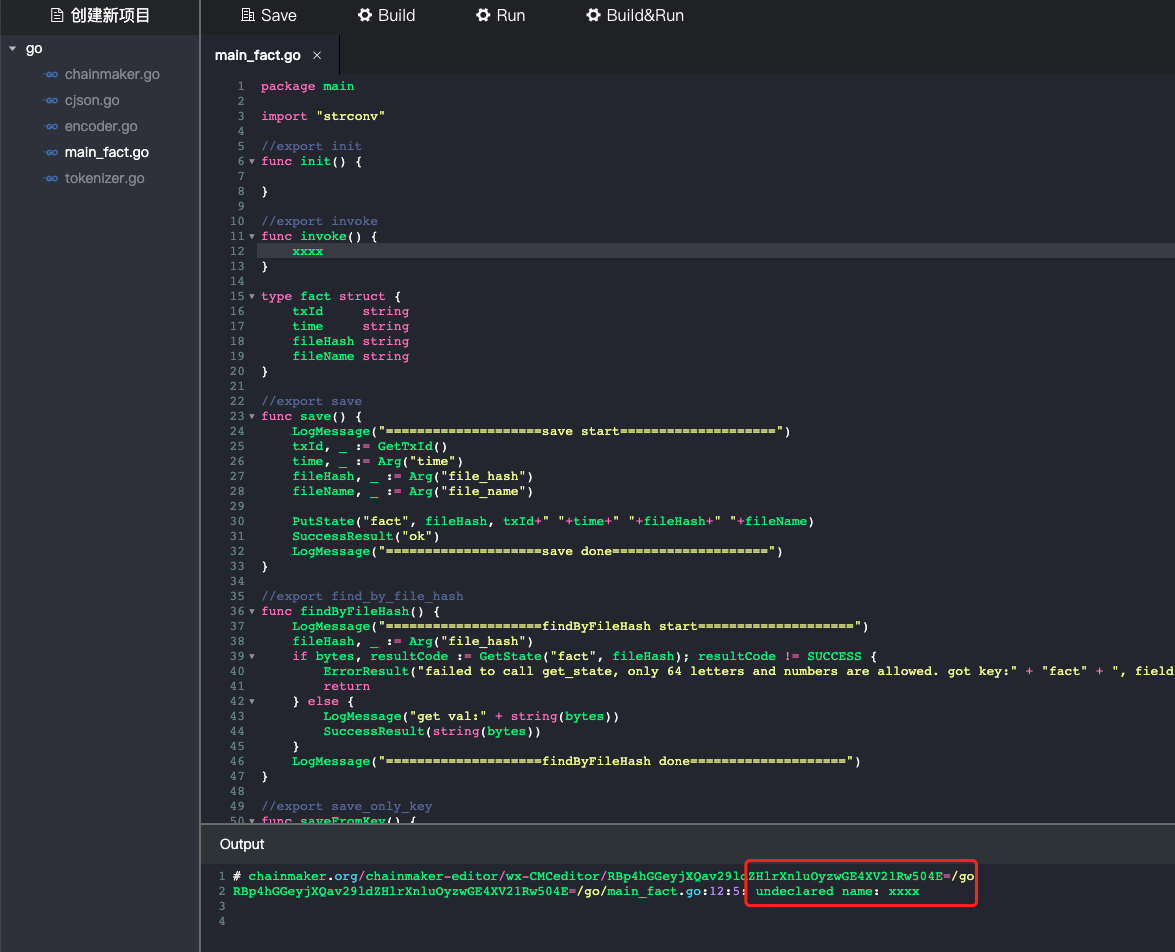 创建新项目
Save
Build
Run
Build&Run
go
chainmaker.go
cjson.go
encoder.go
main_fact.go
tokenizer.go
main_fact.go ×
1 package main
2
3 import "strconv"
4
5 //export init
6 func init() {
7
8 }
9
10 //export invoke
11 func invoke() {
12 xxxx
13 }
14
15 type fact struct {
16 txId string
17 time string
18 fileHash string
19 fileName string
20 }
21
22 //export save
23 func save() {
24 LogMessage("====================save start====================")
25 txId, _ := GetTxId()
26 time, _ := Arg("time")
27 fileHash, _ := Arg("file_hash")
28 fileName, _ := Arg("file_name")
29
30 PutState("fact", fileHash, txId+" "+time+" "+fileHash+" "+fileName)
31 SuccessResult("ok")
32 LogMessage("====================save done====================")
33 }
34
35 //export find_by_file_hash
36 func findByFileHash() {
37 LogMessage("====================findByFileHash start====================")
38 fileHash, _ := Arg("file_hash")
39 if bytes, resultCode := GetState("fact", fileHash); resultCode != SUCCESS {
40 ErrorResult("failed to call get_state, only 64 letters and numbers are allowed. got key:" + "fact" + ", field
41 return
42 } else {
43 LogMessage("get val:" + string(bytes))
44 SuccessResult(string(bytes))
45 }
46 LogMessage("====================findByFileHash done====================")
47 }
48
49 //export save_only_key
50 func saveFromKey() {
Output
1 # chainmaker.org/chainmaker-editor/wx-CMCeditor/RBp4hGGeyjXQav29ldZHlrXnluOyzwGE4XV2lRw504E=/go
2 RBp4hGGeyjXQav29ldZHlrXnluOyzwGE4XV2lRw504E=/go/main_fact.go:12:5: undeclared name: xxxx
3
4